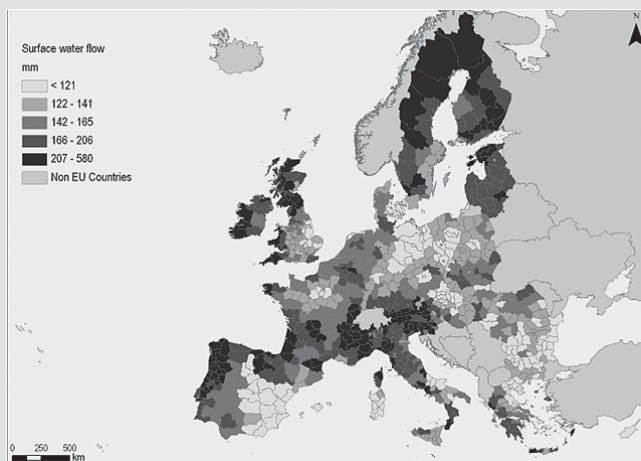 Surface water flow
mm
< 121
122 - 141
142 - 165
166 - 206
207 - 580
Non EU Countries
N
0 250 500
km